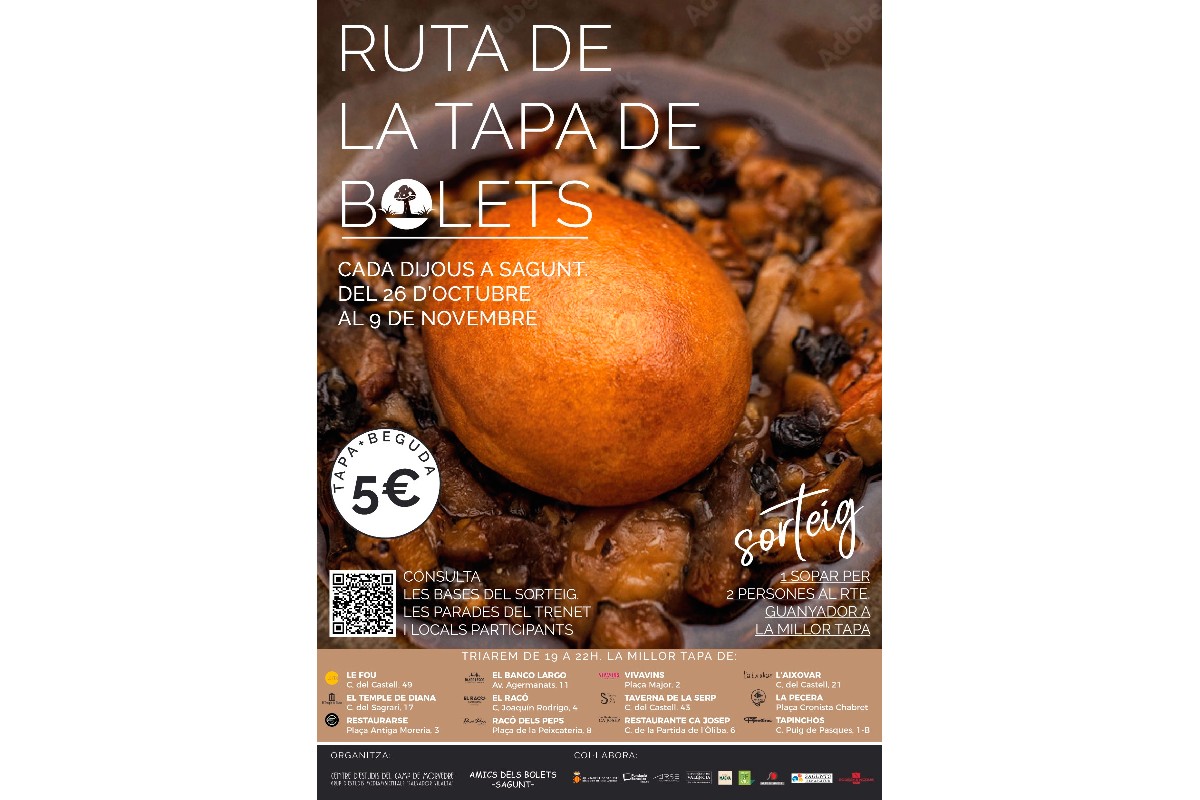 RUTA DE
LA TAPA DE
BOLETS
CADA DIJOUS A SAGUNT.
DEL 26 D'OCTUBRE
AL 9 DE NOVEMBRE
TAPA+BEGUDA
5€
sorteig
CONSULTA
LES BASES DEL SORTEIG.
LES PARADES DEL TRENET
I LOCALS PARTICIPANTS
1 SOPAR PER
2 PERSONES AL RTE.
GUANYADOR A
LA MILLOR TAPA
TRIAREM DE 19 A 22H. LA MILLOR TAPA DE:
LE FOU
C. del Castell, 49
EL TEMPLE DE DIANA
C. del Sagrari, 17
RESTAURARSE
Plaça Antiga Moreria, 3
EL BANCO LARGO
Av. Agermanats, 11
EL RACÓ
C, Joaquín Rodrigo, 4
RACÓ DELS PEPS
Plaça de la Peixcateria, 8
VIVAVINS
Plaça Major, 2
TAVERNA DE LA SERP
C. del Castell, 43
RESTAURANTE CA JOSEP
C. de la Partida de l'Oliba, 6
L'AIXOVAR
C. del Castell, 21
LA PECERA
Plaça Cronista Chabret
TAPINCHOS
C. Puig de Pasques, 1-B
ORGANITZA:
COL·LABORA:
CENTRE D'ESTUDIS DEL CAMP DE MORVEDRE
AMICS DELS BOLETS
-SAGUNT-